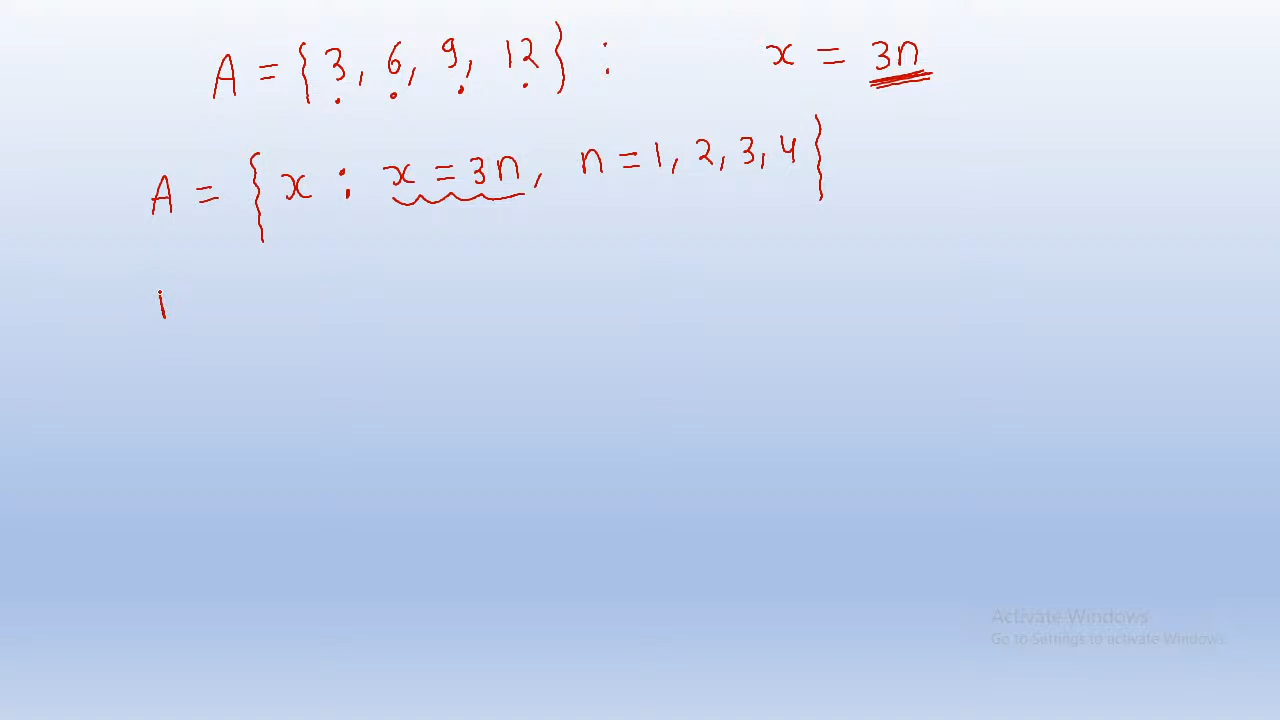 A = {3, 6, 9, 12} : x = 3n
A = {x : x = 3n, n = 1, 2, 3, 4}
Activate Windows
Go to Settings to activate Windows.